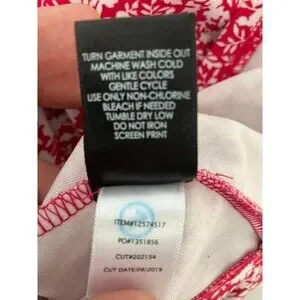 TURN GARMENT INSIDE OUT
MACHINE WASH COLD
WITH LIKE COLORS
GENTLE CYCLE
USE ONLY NON-CHLORINE
BLEACH IF NEEDED
TUMBLE DRY LOW
DO NOT IRON
SCREEN PRINT
ITEM#12574517
PO#1351856
CUT#202154
CUT DATE/09/2019